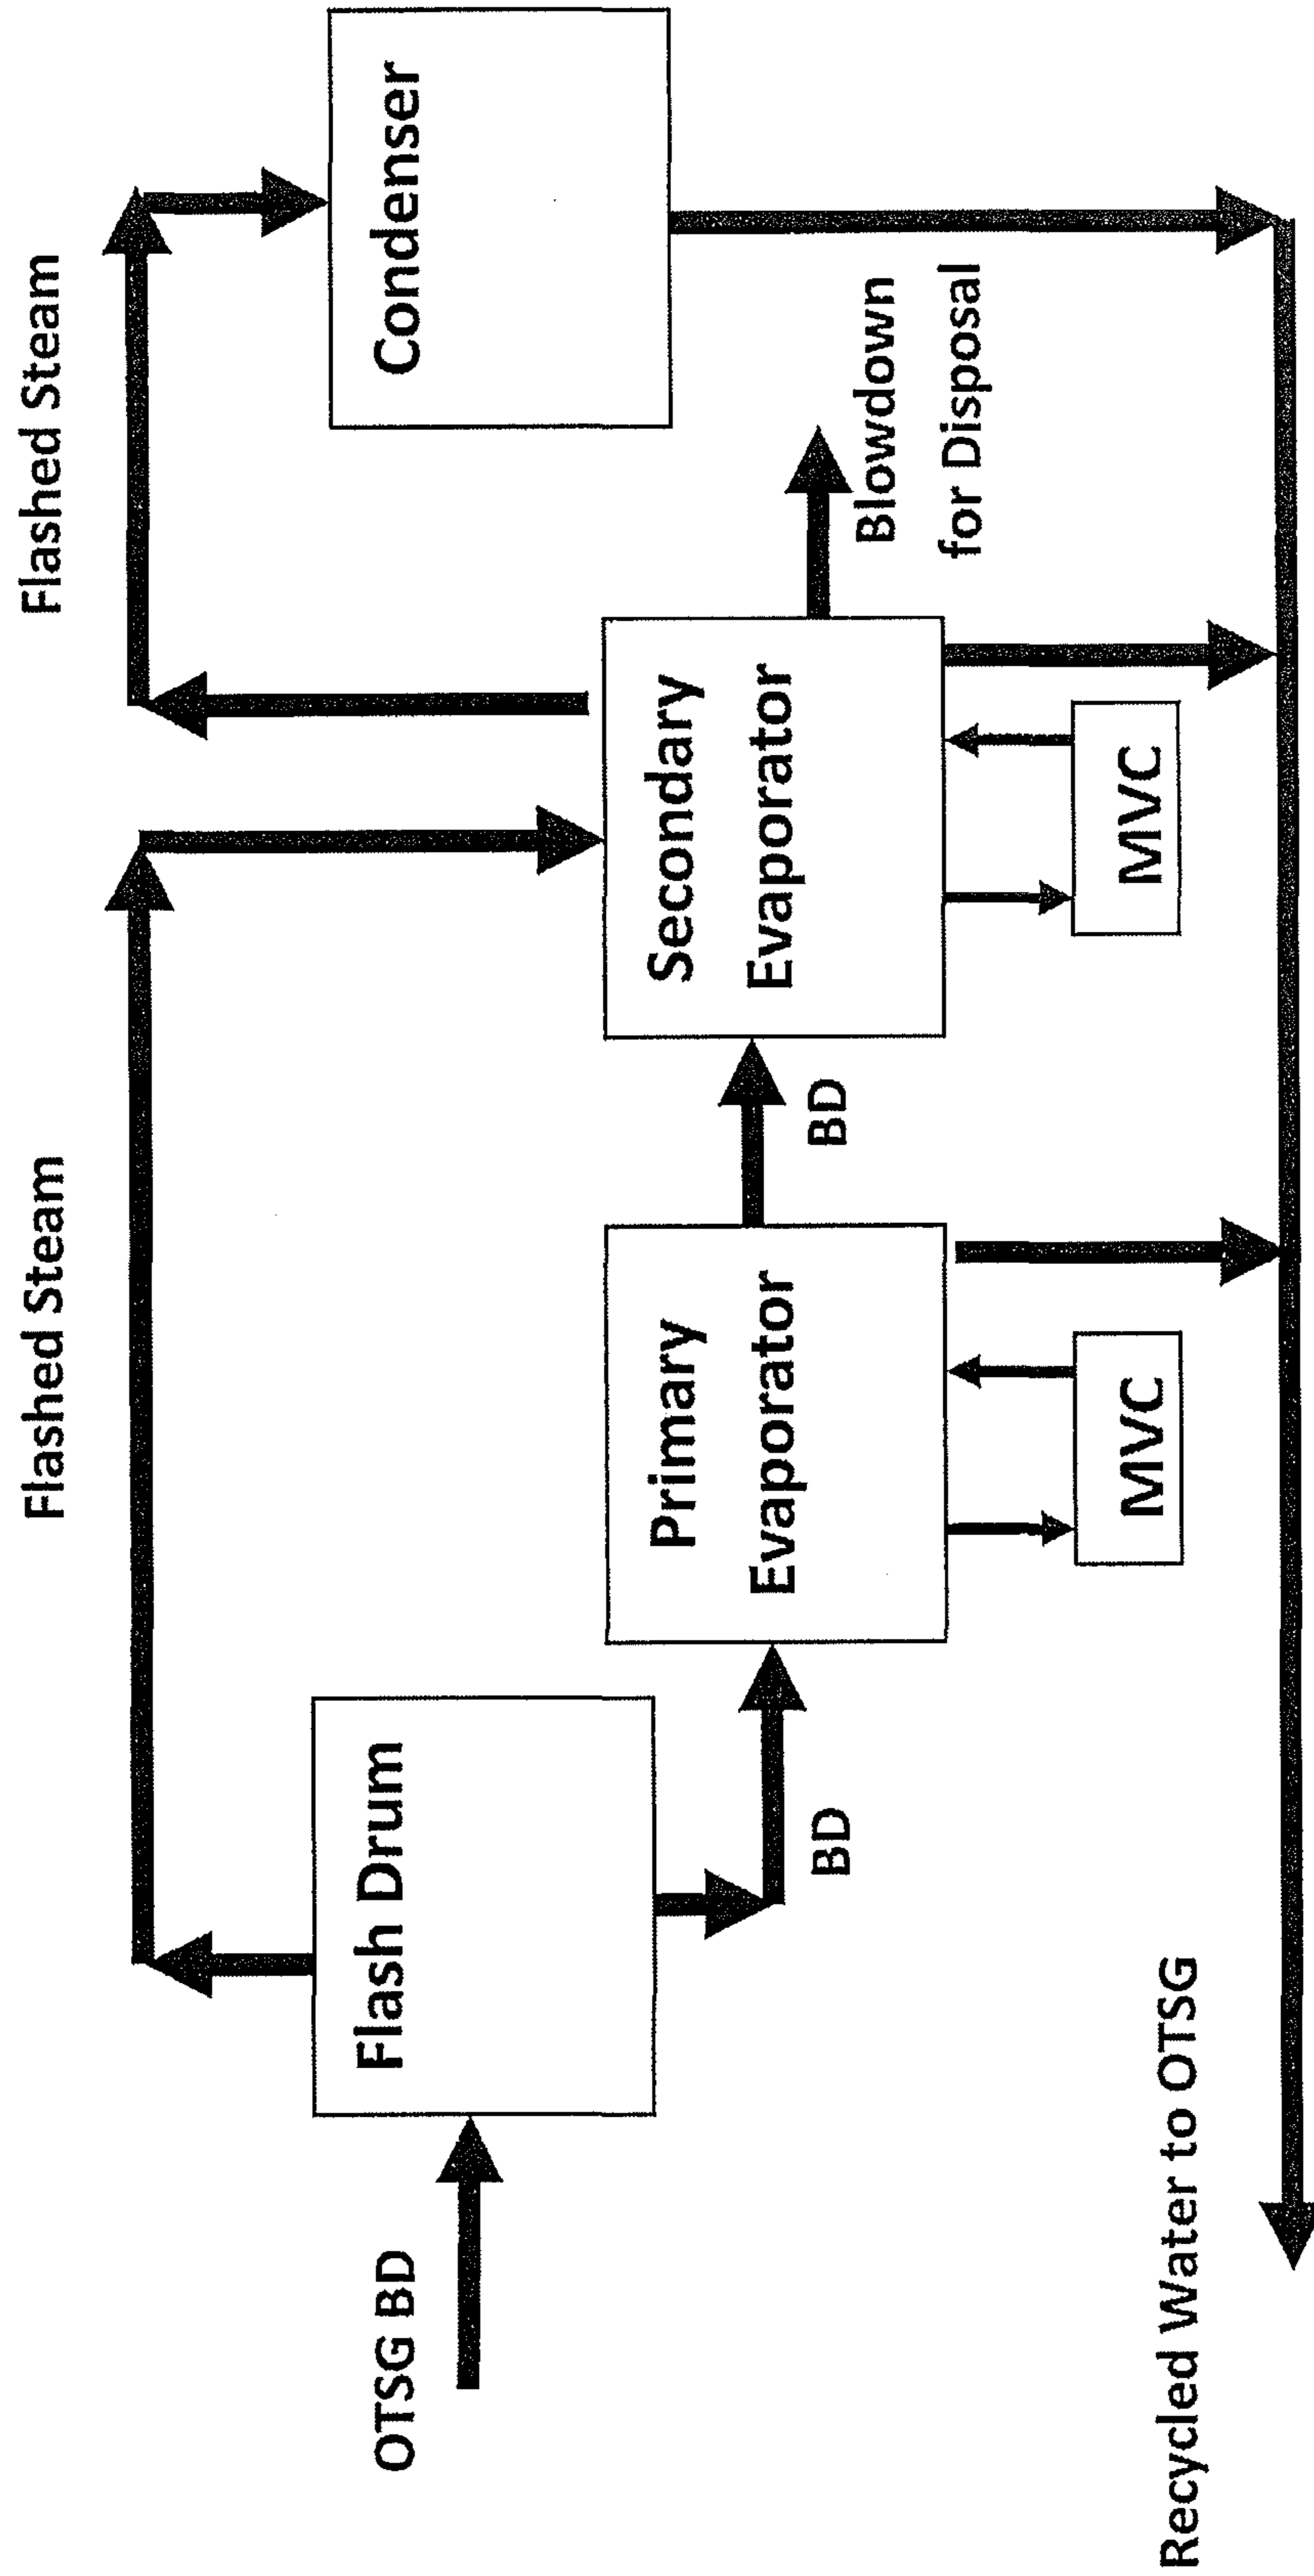 Flashed Steam
Flashed Steam
Flash Drum
Condenser
OTSG BD
Primary
Evaporator
Secondary
Evaporator
BD
BD
Blowdown
for Disposal
MVC
MVC
Recycled Water to OTSG